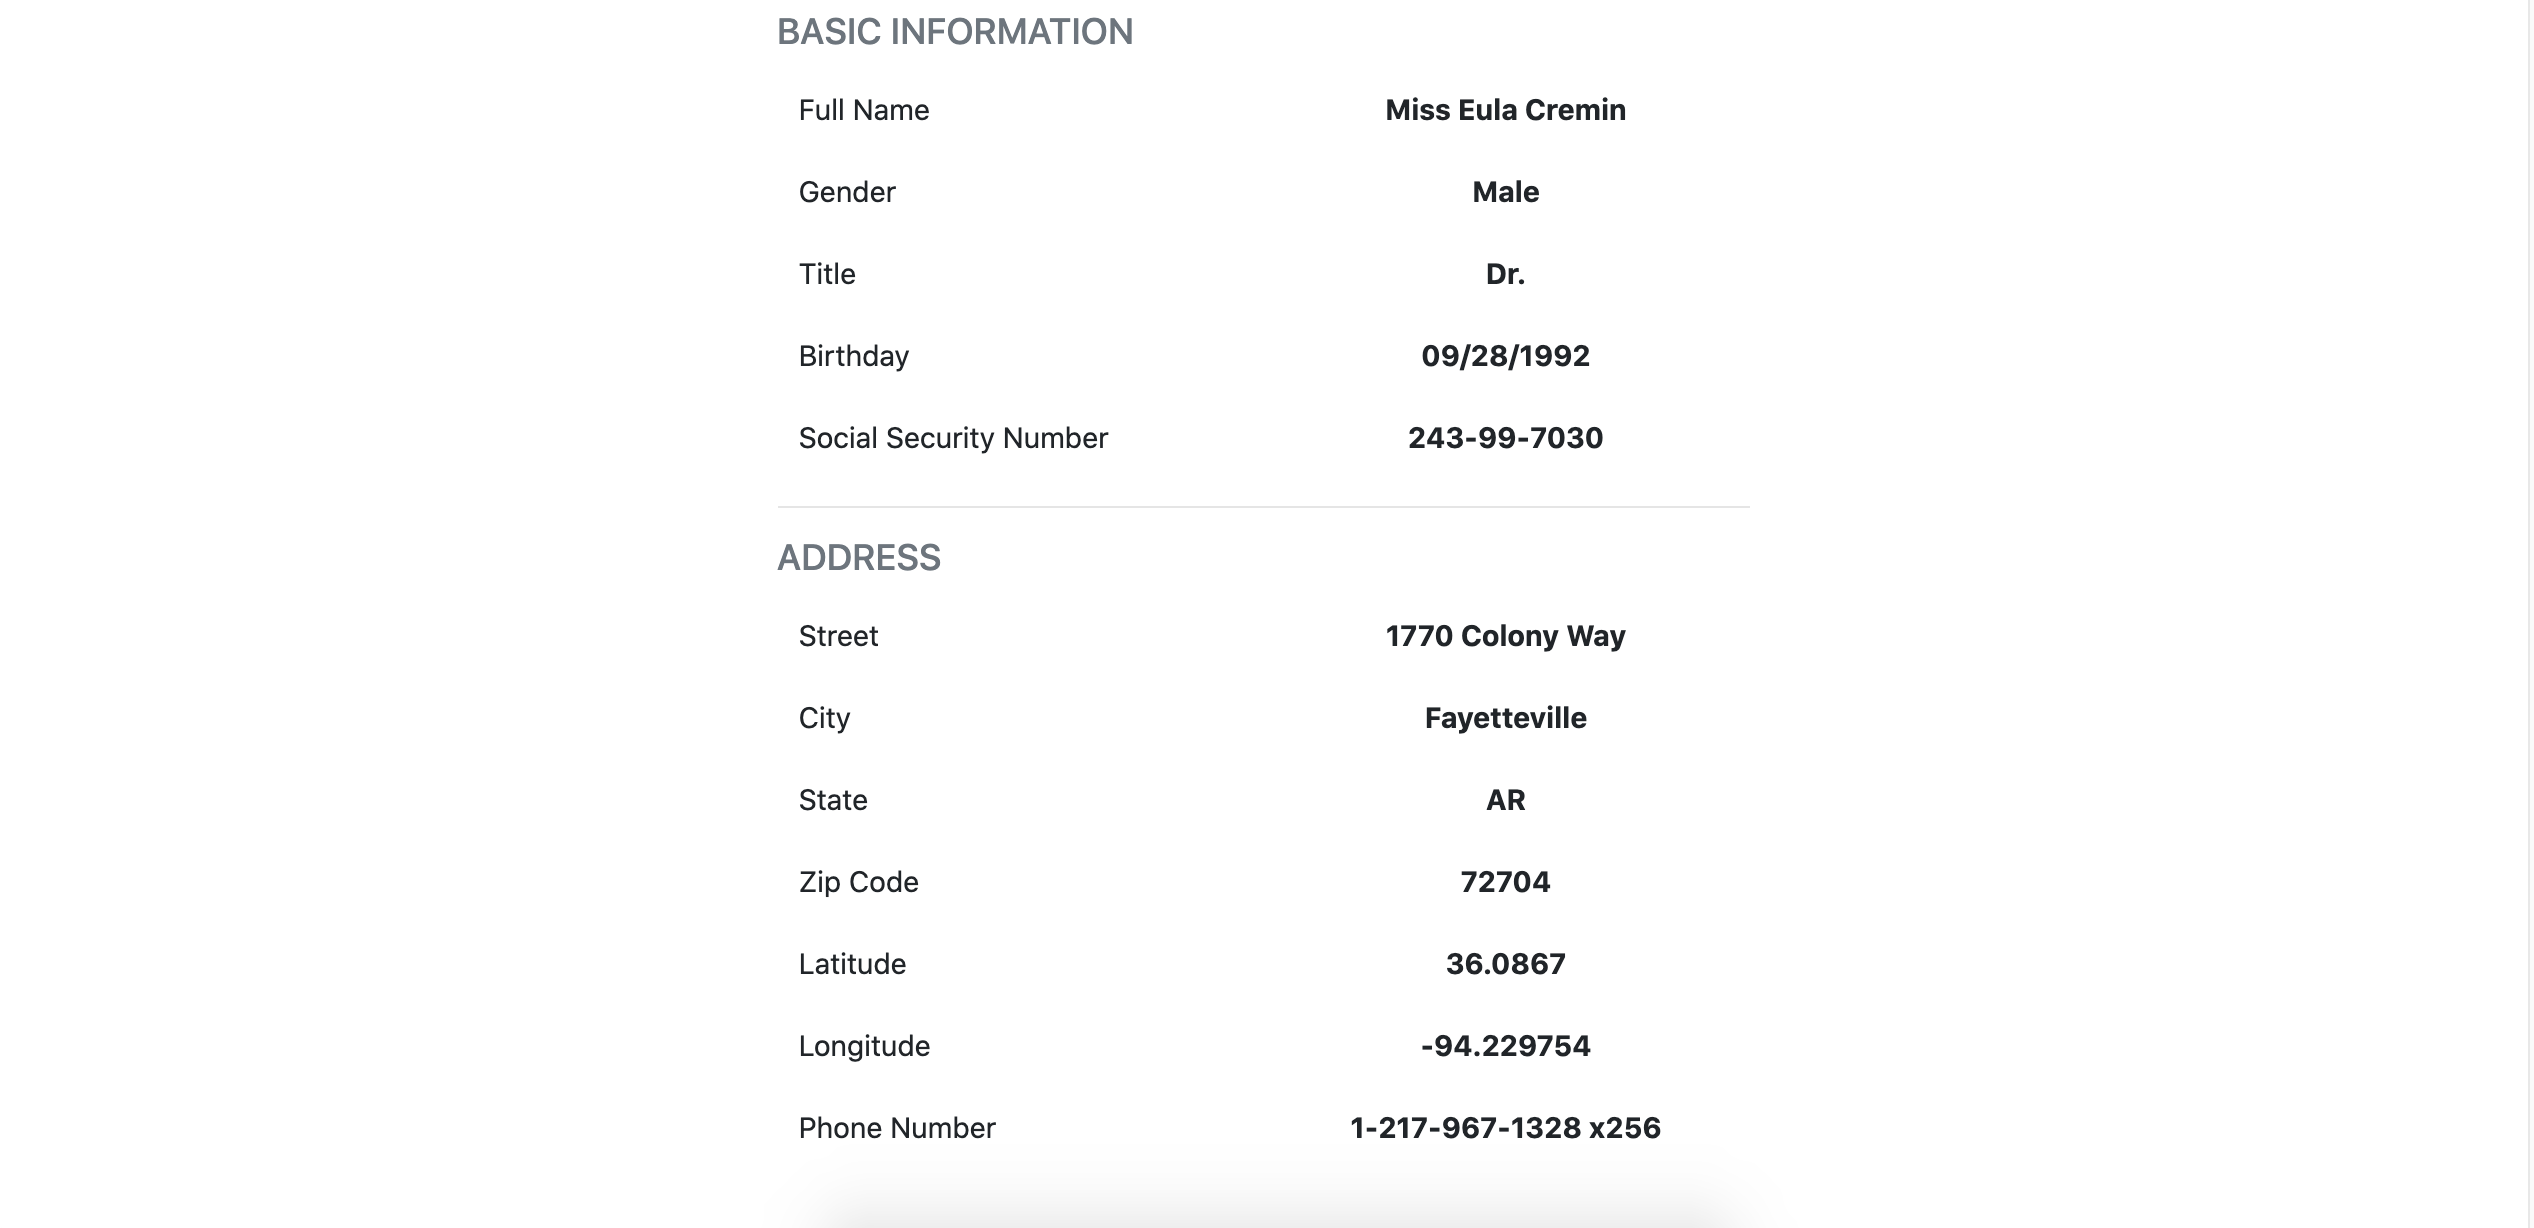 BASIC INFORMATION
Full Name Miss Eula Cremin
Gender Male
Title Dr.
Birthday 09/28/1992
Social Security Number 243-99-7030
ADDRESS
Street 1770 Colony Way
City Fayetteville
State AR
Zip Code 72704
Latitude 36.0867
Longitude -94.229754
Phone Number 1-217-967-1328 x256